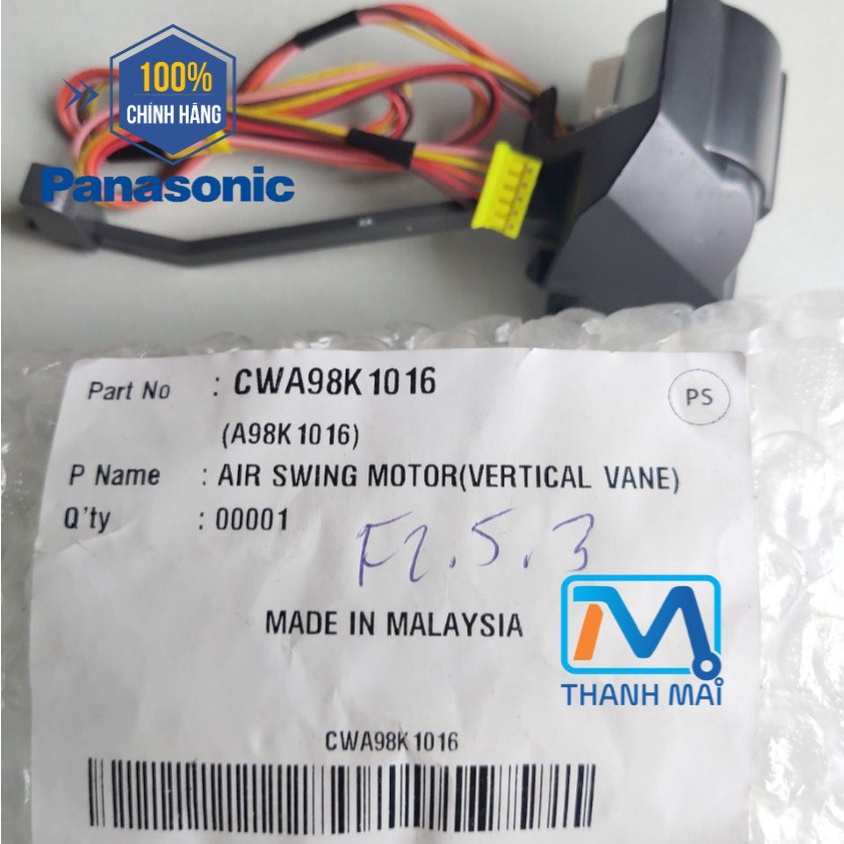 100%
CHÍNH HÃNG
Panasonic
Part No : CWA98K1016
PS
(A98K1016)
P Name : AIR SWING MOTOR(VERTICAL VANE)
Q'ty : 00001
F2.5.3
MADE IN MALAYSIA
TM
THANH MAI
CWA98K1016